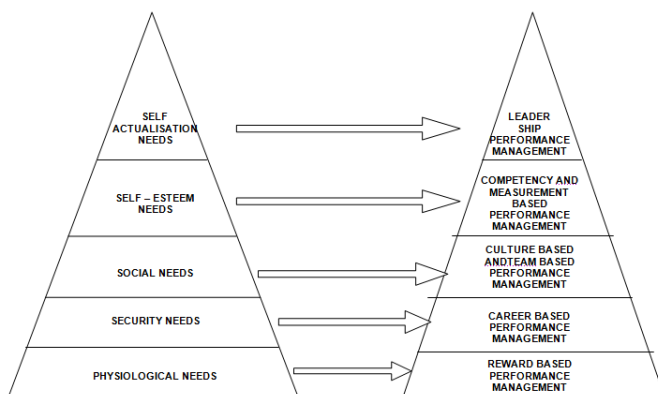 SELF
ACTUALISATION
NEEDS
LEADER
SHIP
PERFORMANCE
MANAGEMENT
SELF – ESTEEM
NEEDS
COMPETENCY AND
MEASUREMENT
BASED
PERFORMANCE
MANAGEMENT
SOCIAL NEEDS
CULTURE BASED
ANDTEAM BASED
PERFORMANCE
MANAGEMENT
SECURITY NEEDS
CAREER BASED
PERFORMANCE
MANAGEMENT
PHYSIOLOGICAL NEEDS
REWARD BASED
PERFORMANCE
MANAGEMENT